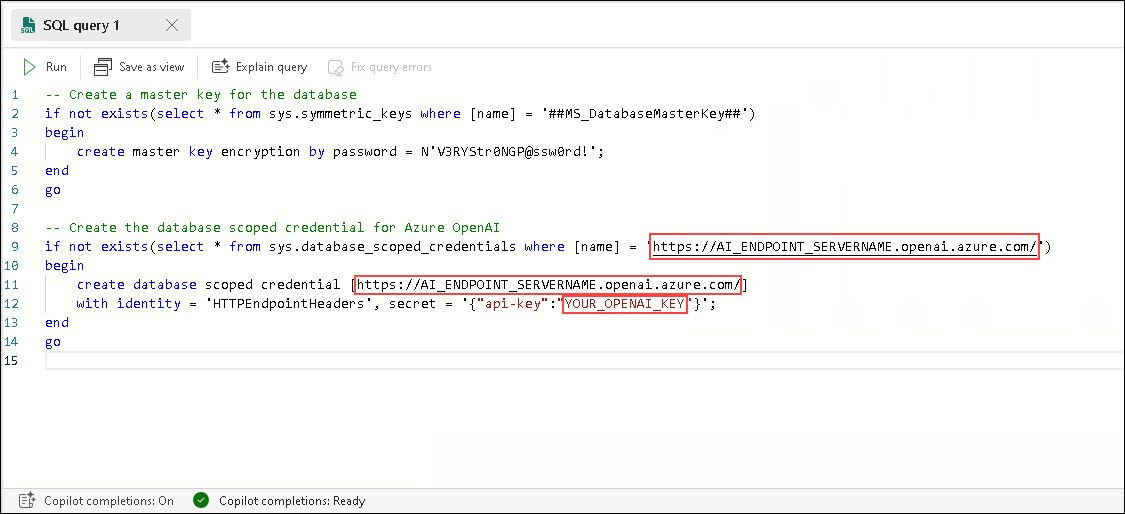 SQL query 1
Run Save as view Explain query Fix query errors
1 -- Create a master key for the database
2 if not exists(select * from sys.symmetric_keys where [name] = '##MS_DatabaseMasterKey##')
3 begin
4 create master key encryption by password = N'V3RYStr0NGP@ssw0rd!';
5 end
6 go
7
8 -- Create the database scoped credential for Azure OpenAI
9 if not exists(select * from sys.database_scoped_credentials where [name] = 'https://AI_ENDPOINT_SERVERNAME.openai.azure.com/')
10 begin
11 create database scoped credential [https://AI_ENDPOINT_SERVERNAME.openai.azure.com/]
12 with identity = 'HTTPEndpointHeaders', secret = '{"api-key":"YOUR_OPENAI_KEY"}';
13 end
14 go
15
Copilot completions: On Copilot completions: Ready